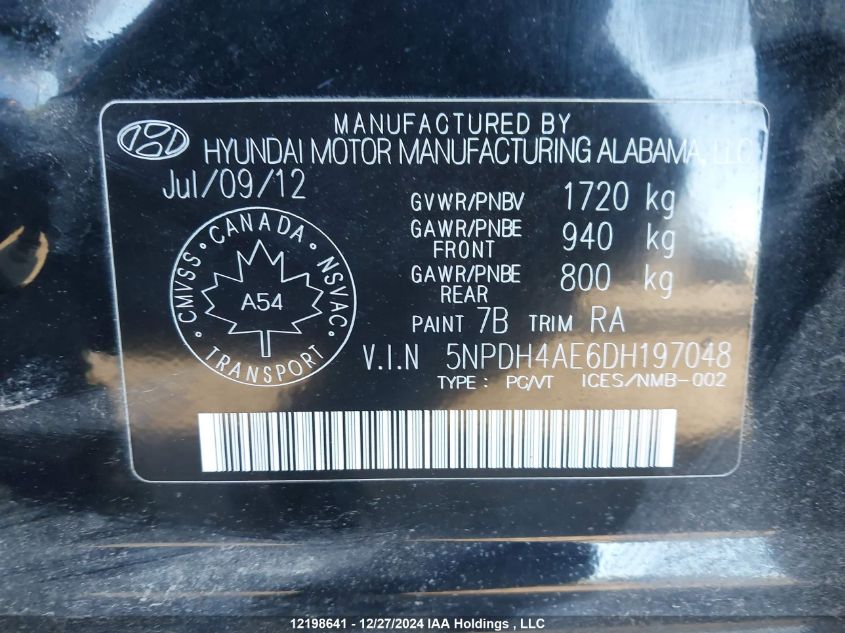 MANUFACTURED BY
HYUNDAI MOTOR MANUFACTURING ALABAMA, LLC
Jul/09/12
GVWR/PNBV 1720 kg
GAWR/PNBE FRONT 940 kg
GAWR/PNBE REAR 800 kg
PAINT 7B TRIM RA
CMVSS • CANADA • NSVAC • TRANSPORT •
A54
V.I.N 5NPDH4AE6DH197048
TYPE : PC/VT ICES/NMB-002
12198641 - 12/27/2024 IAA Holdings , LLC